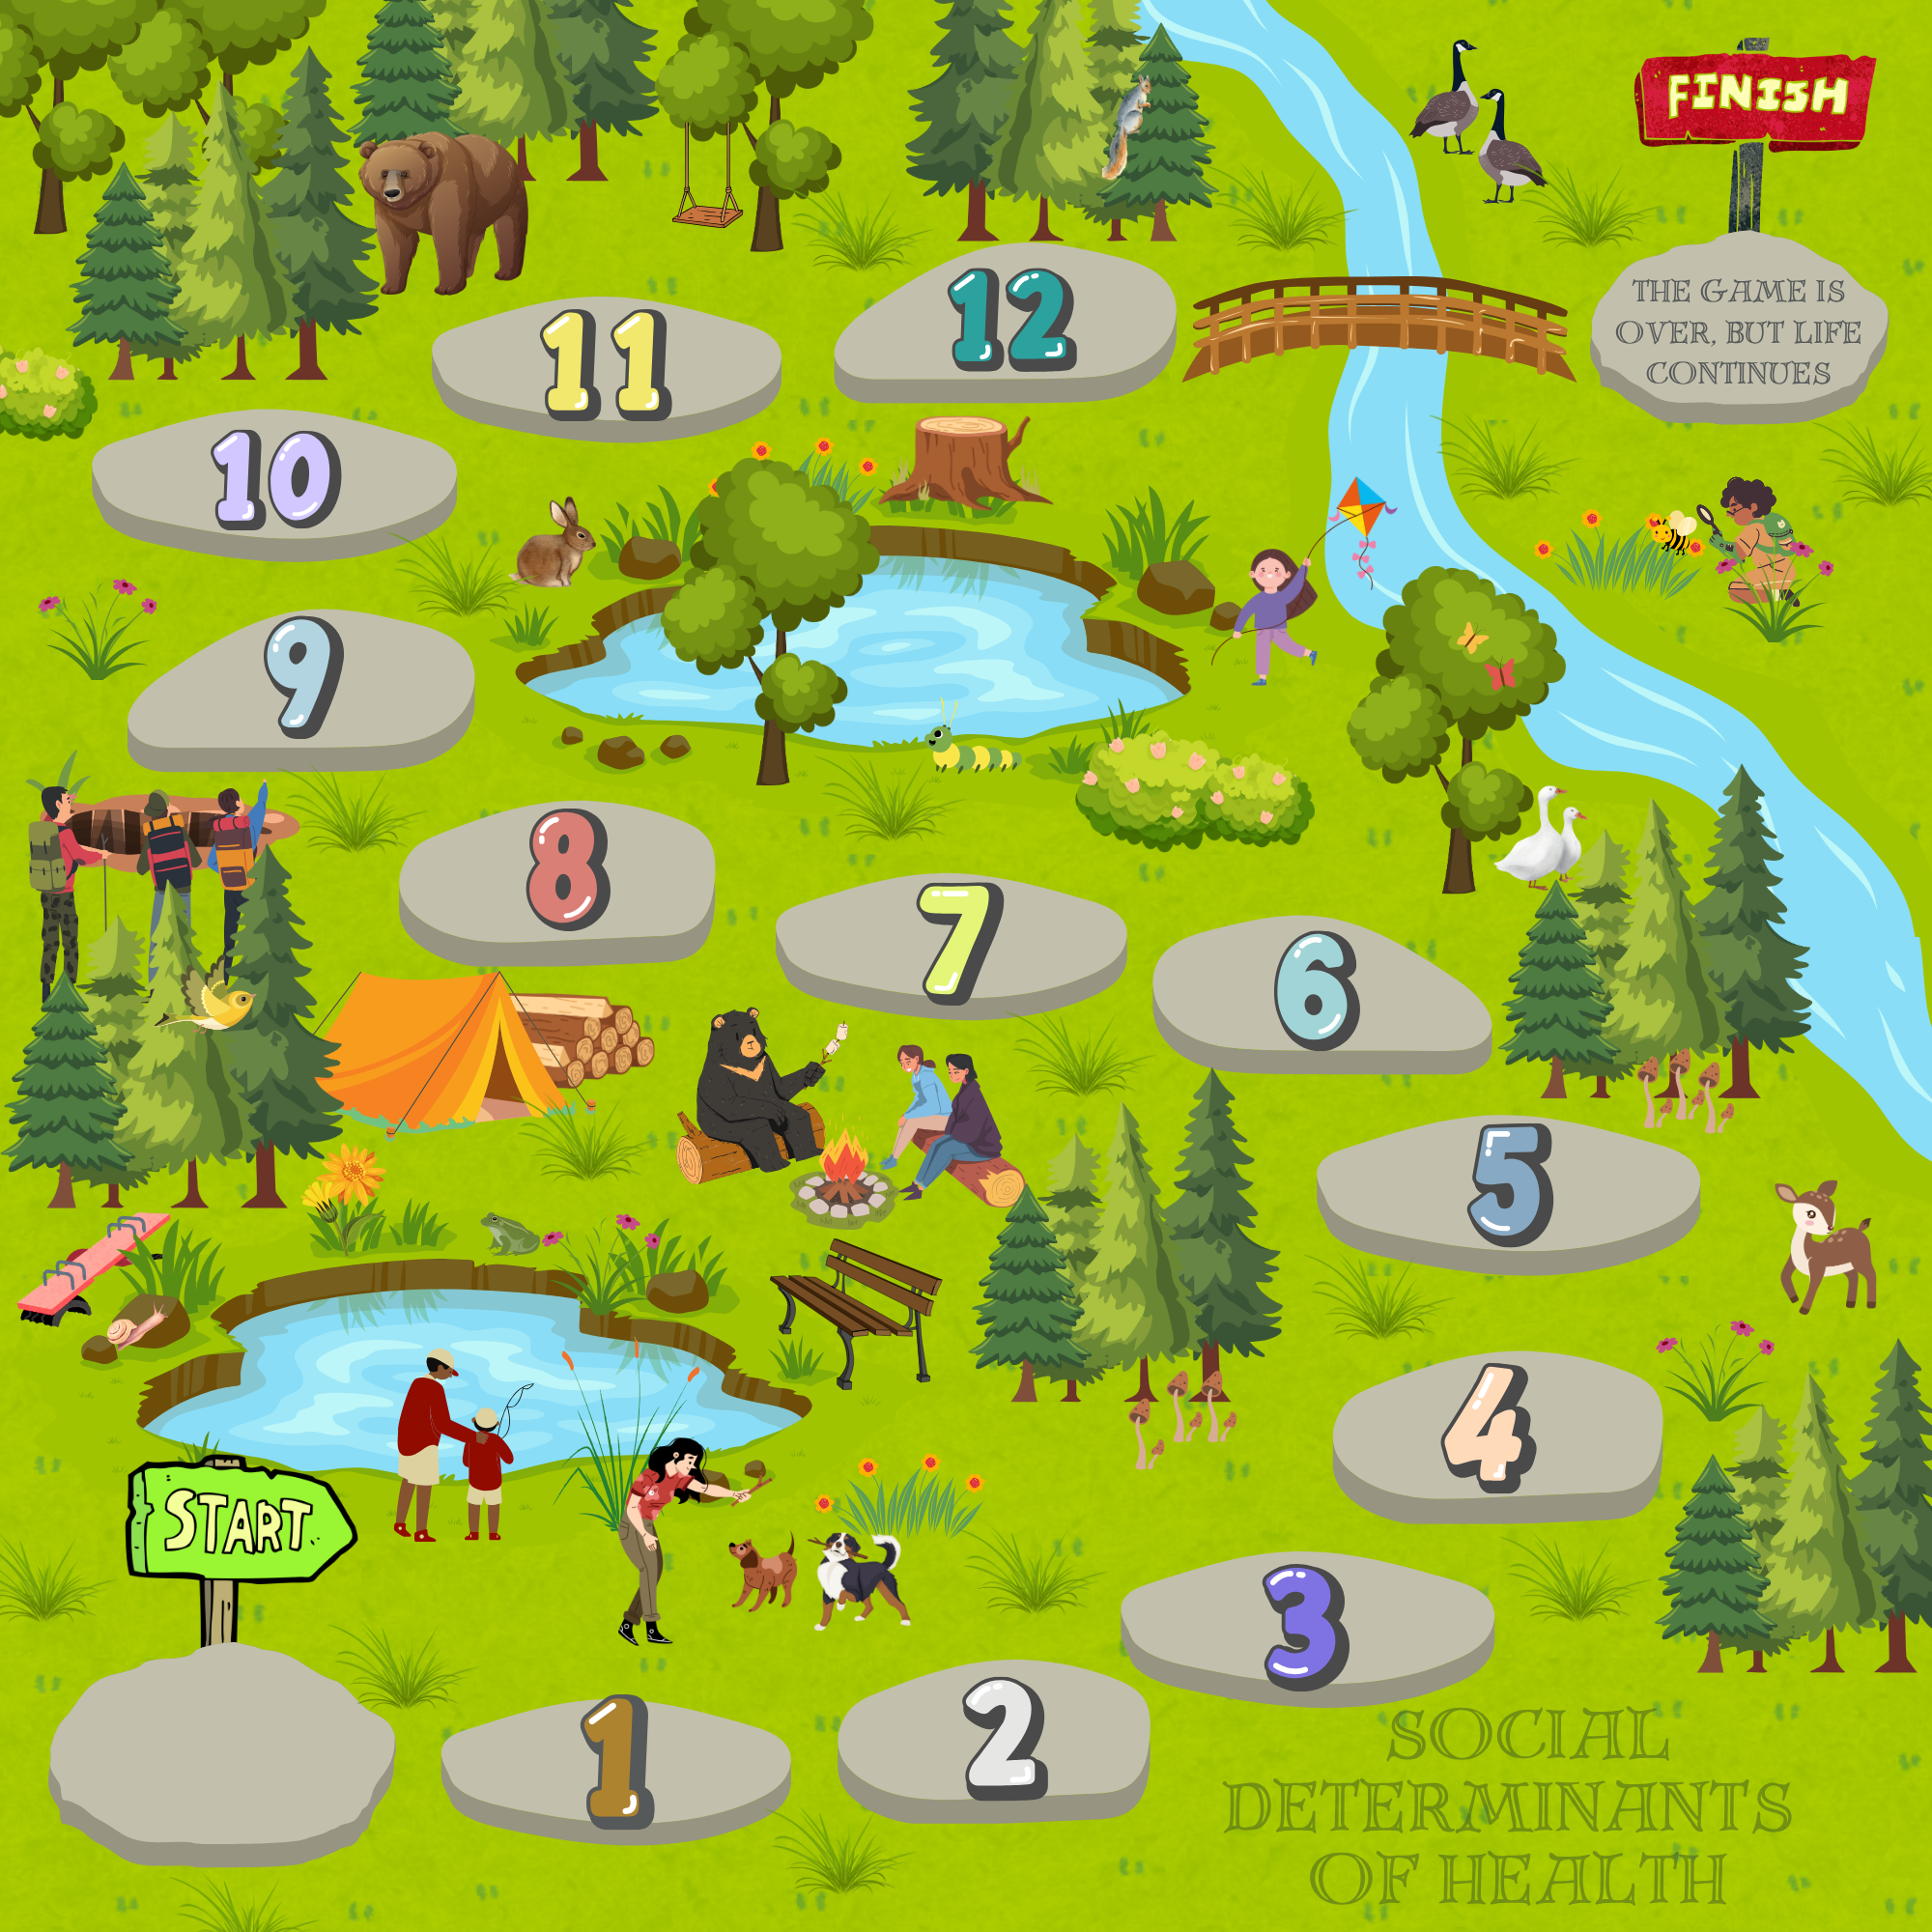 FINISH
THE GAME IS
OVER, BUT LIFE
CONTINUES
12
11
10
9
8
7
6
5
4
START
3
2
1
SOCIAL
DETERMINANTS
OF HEALTH